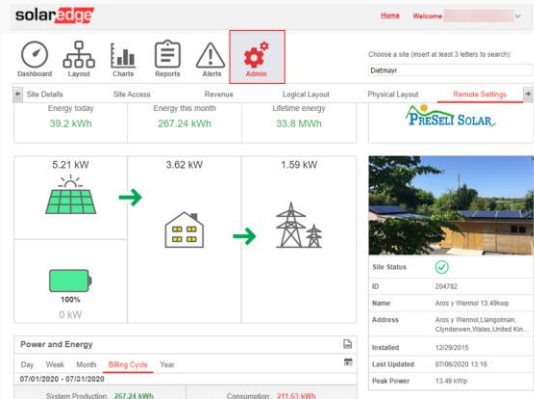 solaredge
Home Welcome
Dashboard Layout Charts Reports Alerts Admin
Choose a site (insert at least 3 letters to search):
Dietmayr
Site Details Site Access Revenue Logical Layout Physical Layout Remote Settings
Energy today Energy this month Lifetime energy
39.2 kWh 267.24 kWh 33.8 MWh
PRESELI SOLAR
5.21 kW 3.62 kW 1.59 kW
100%
0 kW
Site Status
ID 204782
Name Aros y Wennol 13.49kwp
Address Aros y Wennol,Llangolman,
Clynderwen,Wales,United Kin...
Installed 12/29/2015
Last Updated 07/06/2020 13:16
Peak Power 13.49 kWp
Power and Energy
Day Week Month Billing Cycle Year
07/01/2020 - 07/31/2020
System Production: 267.24 kWh Consumption: 211.53 kWh